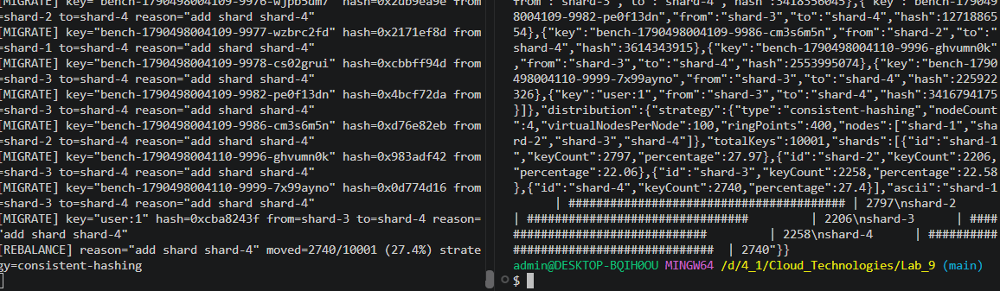 [MIGRATE] key="bench-1790498004109-9976-wjpb5dm7" hash=0x2db9ea9e from
=shard-2 to=shard-4 reason="add shard shard-4"
[MIGRATE] key="bench-1790498004109-9977-wzbrc2fd" hash=0x2171ef8d from
=shard-1 to=shard-4 reason="add shard shard-4"
[MIGRATE] key="bench-1790498004109-9978-cs02grui" hash=0xcbbff94d from
=shard-3 to=shard-4 reason="add shard shard-4"
[MIGRATE] key="bench-1790498004109-9982-pe0f13dn" hash=0x4bcf72da from
=shard-3 to=shard-4 reason="add shard shard-4"
[MIGRATE] key="bench-1790498004109-9986-cm3s6m5n" hash=0xd76e82eb from
=shard-2 to=shard-4 reason="add shard shard-4"
[MIGRATE] key="bench-1790498004110-9996-ghvumn0k" hash=0x983adf42 from
=shard-3 to=shard-4 reason="add shard shard-4"
[MIGRATE] key="bench-1790498004110-9999-7x99ayno" hash=0x0d774d16 from
=shard-3 to=shard-4 reason="add shard shard-4"
[MIGRATE] key="user:1" hash=0xcba8243f from=shard-3 to=shard-4 reason=
"add shard shard-4"
[REBALANCE] reason="add shard shard-4" moved=2740/10001 (27.4%) strate
gy=consistent-hashing
from":"shard-3","to":"shard-4","hash":3418356045},{"key":"bench-179049
8004109-9982-pe0f13dn","from":"shard-3","to":"shard-4","hash":12718865
54},{"key":"bench-1790498004109-9986-cm3s6m5n","from":"shard-2","to":"
shard-4","hash":3614343915},{"key":"bench-1790498004110-9996-ghvumn0k"
,"from":"shard-3","to":"shard-4","hash":2553995074},{"key":"bench-1790
498004110-9999-7x99ayno","from":"shard-3","to":"shard-4","hash":225922
326},{"key":"user:1","from":"shard-3","to":"shard-4","hash":3416794175
}]},"distribution":{"strategy":{"type":"consistent-hashing","nodeCount
":4,"virtualNodesPerNode":100,"ringPoints":400,"nodes":["shard-1","sha
rd-2","shard-3","shard-4"]},"totalKeys":10001,"shards":[{"id":"shard-1
","keyCount":2797,"percentage":27.97},{"id":"shard-2","keyCount":2206,
"percentage":22.06},{"id":"shard-3","keyCount":2258,"percentage":22.58
},{"id":"shard-4","keyCount":2740,"percentage":27.4}],"ascii":"shard-1
| ######################################## | 2797\nshard-2
| ################################ | 2206\nshard-3 | ####
############################ | 2258\nshard-4 | ##########
############################# | 2740"}}
admin@DESKTOP-BQIH0OU MINGW64 /d/4_1/Cloud_Technologies/Lab_9 (main)
$